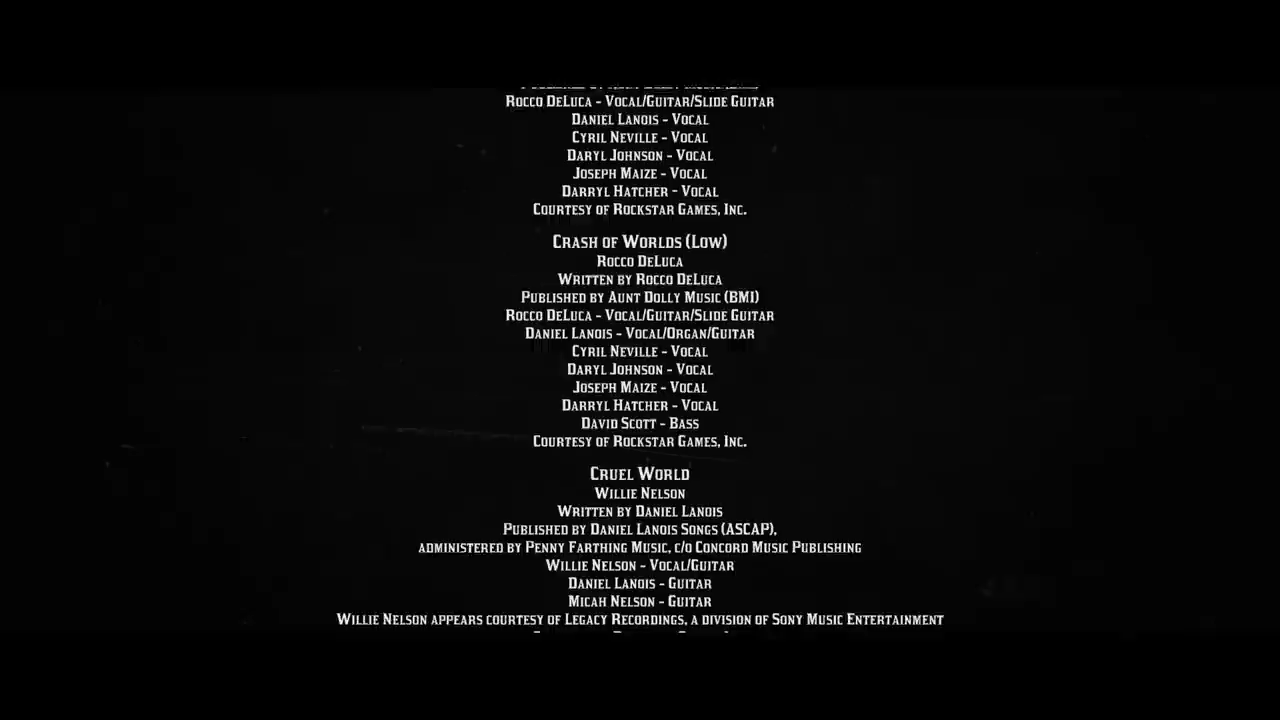 Rocco DeLuca - Vocal/Guitar/Slide Guitar
Daniel Lanois - Vocal
Cyril Neville - Vocal
Daryl Johnson - Vocal
Joseph Maize - Vocal
Darryl Hatcher - Vocal
Courtesy of Rockstar Games, Inc.
Crash of Worlds (Low)
Rocco DeLuca
Written by Rocco DeLuca
Published by Aunt Dolly Music (BMI)
Rocco DeLuca - Vocal/Guitar/Slide Guitar
Daniel Lanois - Vocal/Organ/Guitar
Cyril Neville - Vocal
Daryl Johnson - Vocal
Joseph Maize - Vocal
Darryl Hatcher - Vocal
David Scott - Bass
Courtesy of Rockstar Games, Inc.
Cruel World
Willie Nelson
Written by Daniel Lanois
Published by Daniel Lanois Songs (ASCAP),
administered by Penny Farthing Music, c/o Concord Music Publishing
Willie Nelson - Vocal/Guitar
Daniel Lanois - Guitar
Micah Nelson - Guitar
Willie Nelson appears courtesy of Legacy Recordings, a division of Sony Music Entertainment